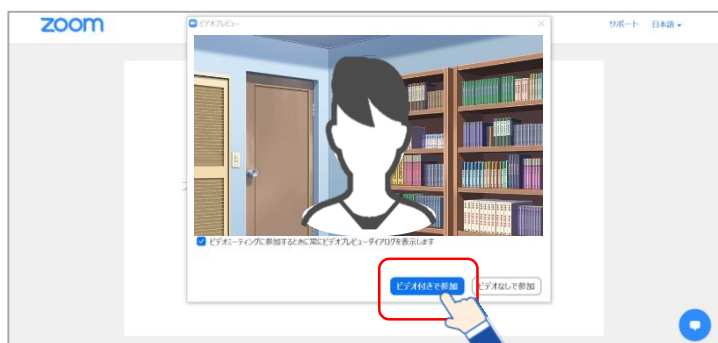 zoom
ビデオプレビュー
サポート 日本語
ビデオミーティングに参加するときに常にビデオプレビューダイアログを表示します
ビデオ付きで参加
ビデオなしで参加